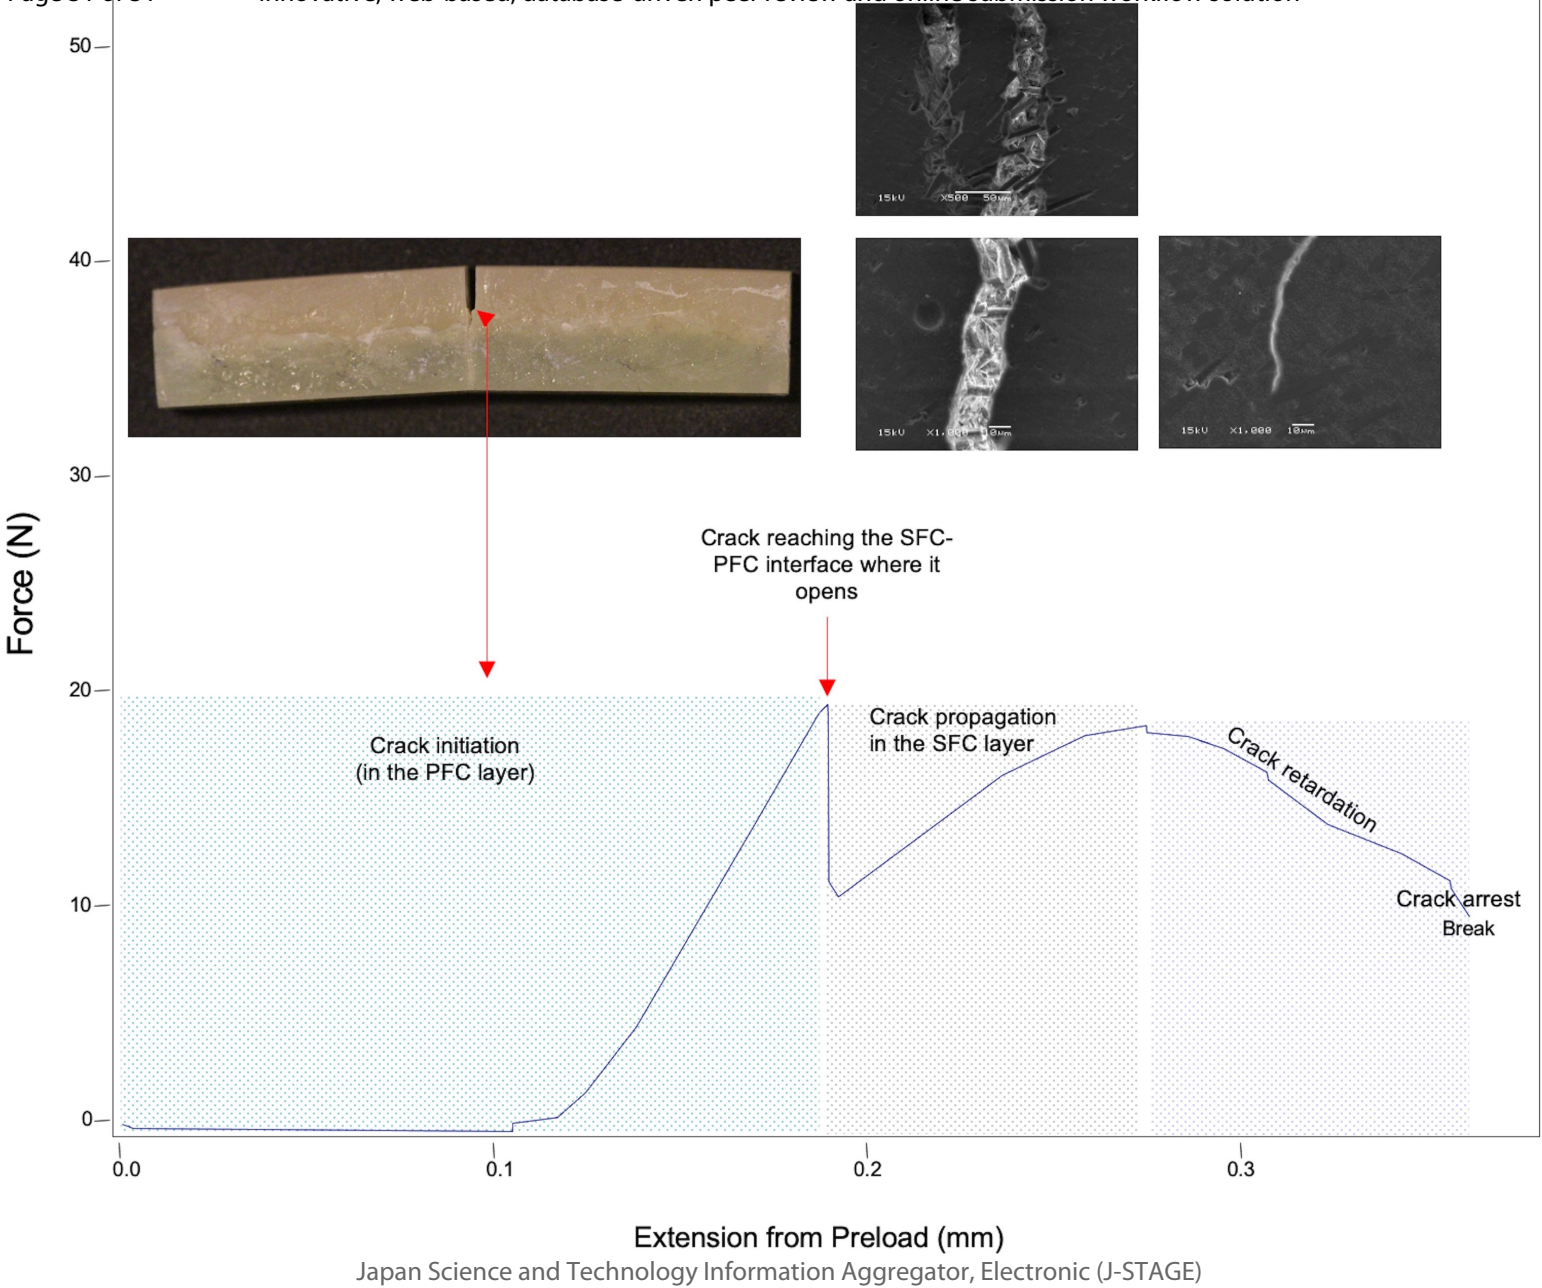 innovative, web-based, database-driven peer review and online submission workflow solution
50
15kV X500 50µm
40
15kV X1,000 10µm
15kV X1,000 10µm
30
Crack reaching the SFC-
PFC interface where it
opens
Force (N)
20
Crack propagation
in the SFC layer
Crack initiation
(in the PFC layer)
Crack retardation
10
Crack arrest
Break
0
0.0 0.1 0.2 0.3
Extension from Preload (mm)
Japan Science and Technology Information Aggregator, Electronic (J-STAGE)